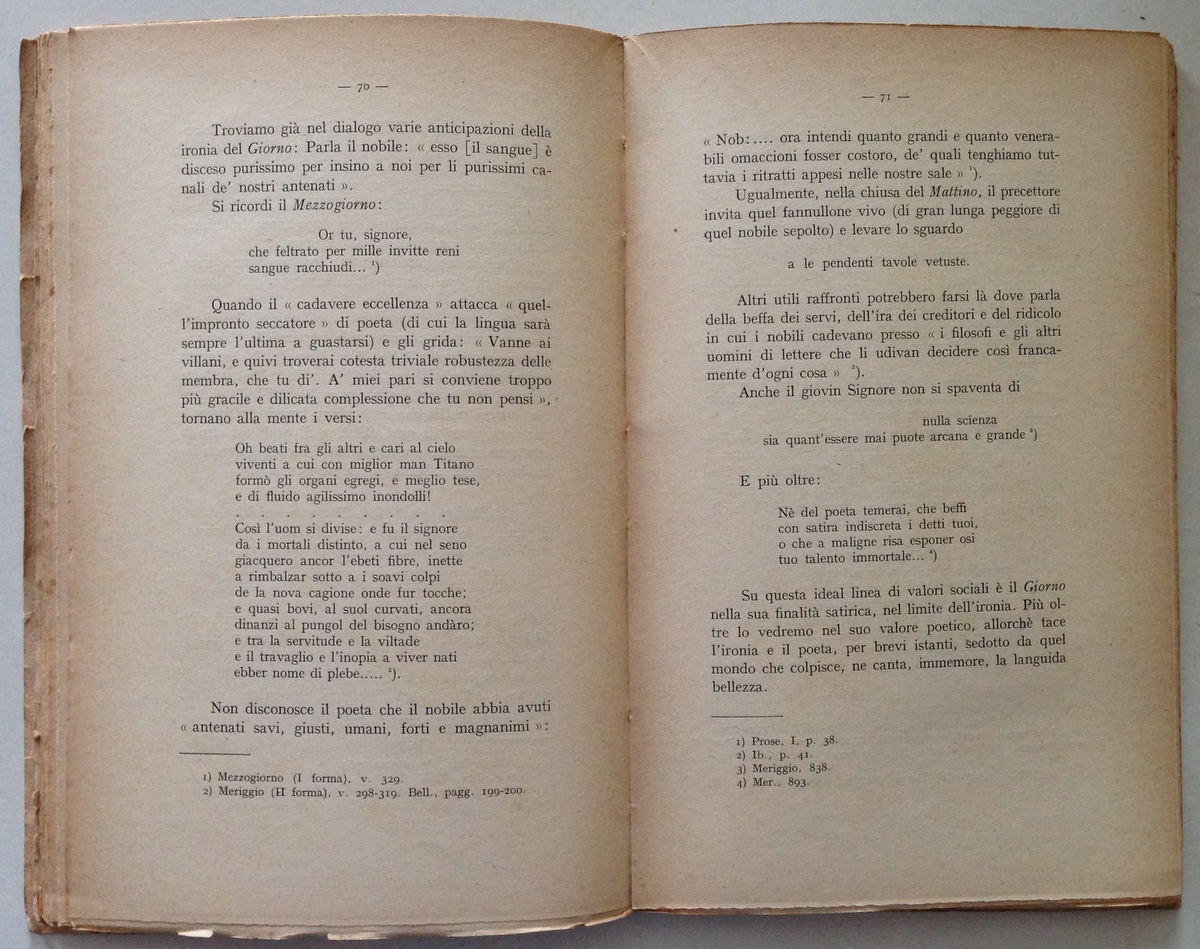 — 70 —
Troviamo già nel dialogo varie anticipazioni della
ironia del Giorno: Parla il nobile: « esso [il sangue] è
disceso purissimo per insino a noi per li purissimi ca-
nali de' nostri antenati ».
Si ricordi il Mezzogiorno:
Or tu, signore,
che feltrato per mille invitte reni
sangue racchiudi... ¹)
Quando il « cadavere eccellenza » attacca « quel-
l'impronto seccatore » di poeta (di cui la lingua sarà
sempre l'ultima a guastarsi) e gli grida: « Vanne ai
villani, e quivi troverai cotesta triviale robustezza delle
membra, che tu di'. A' miei pari si conviene troppo
più gracile e dilicata complessione che tu non pensi »,
tornano alla mente i versi:
Oh beati fra gli altri e cari al cielo
viventi a cui con miglior man Titano
formò gli organi egregi, e meglio tese,
e di fluido agilissimo inondolli!
. . . . . . . . . .
Così l'uom si divise: e fu il signore
da i mortali distinto, a cui nel seno
giacquero ancor l'ebeti fibre, inette
a rimbalzar sotto a i soavi colpi
de la nova cagione onde fur tocche;
e quasi bovi, al suol curvati, ancora
dinanzi al pungol del bisogno andàro;
e tra la servitude e la viltade
e il travaglio e l'inopia a viver nati
ebber nome di plebe..... ²).
Non disconosce il poeta che il nobile abbia avuti
« antenati savi, giusti, umani, forti e magnanimi »:
1) Mezzogiorno (I forma), v. 329.
2) Meriggio (II forma), v. 298-319. Bell., pagg. 199-200.
— 71 —
« Nob: .... ora intendi quanto grandi e quanto venera-
bili omaccioni fosser costoro, de' quali tenghiamo tut-
tavia i ritratti appesi nelle nostre sale » ¹).
Ugualmente, nella chiusa del Mattino, il precettore
invita quel fannullone vivo (di gran lunga peggiore di
quel nobile sepolto) e levare lo sguardo
a le pendenti tavole vetuste.
Altri utili raffronti potrebbero farsi là dove parla
della beffa dei servi, dell'ira dei creditori e del ridicolo
in cui i nobili cadevano presso « i filosofi e gli altri
uomini di lettere che li udivan decidere così franca-
mente d'ogni cosa » ²).
Anche il giovin Signore non si spaventa di
nulla scïenza
sia quant'essere mai puote arcana e grande ³)
E più oltre:
Nè del poeta temerai, che beffi
con satira indiscreta i detti tuoi,
o che a maligne risa esponer osi
tuo talento immortale... ⁴)
Su questa ideal linea di valori sociali è il Giorno
nella sua finalità satirica, nel limite dell'ironia. Più ol-
tre lo vedremo nel suo valore poetico, allorchè tace
l'ironia e il poeta, per brevi istanti, sedotto da quel
mondo che colpisce, ne canta, immemore, la languida
bellezza.
1) Prose, I, p. 38.
2) Ib., p. 41.
3) Meriggio, 838.
4) Mer., 893.